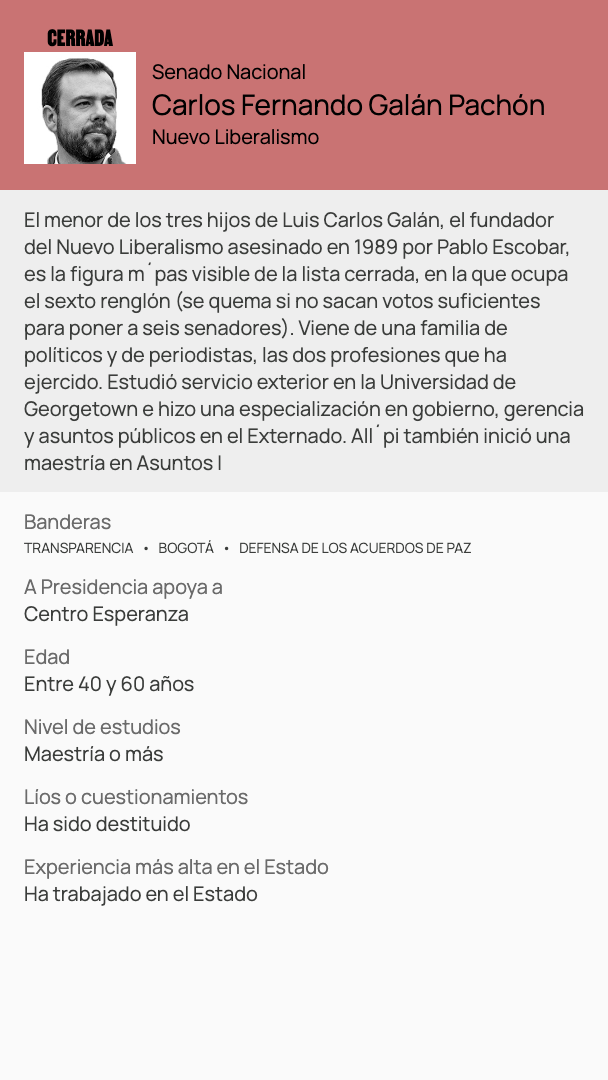 CERRADA
Senado Nacional
Carlos Fernando Galán Pachón
Nuevo Liberalismo
El menor de los tres hijos de Luis Carlos Galán, el fundador
del Nuevo Liberalismo asesinado en 1989 por Pablo Escobar,
es la figura m´pas visible de la lista cerrada, en la que ocupa
el sexto renglón (se quema si no sacan votos suficientes
para poner a seis senadores). Viene de una familia de
políticos y de periodistas, las dos profesiones que ha
ejercido. Estudió servicio exterior en la Universidad de
Georgetown e hizo una especialización en gobierno, gerencia
y asuntos públicos en el Externado. All´pi también inició una
maestría en Asuntos I
Banderas
TRANSPARENCIA • BOGOTÁ • DEFENSA DE LOS ACUERDOS DE PAZ
A Presidencia apoya a
Centro Esperanza
Edad
Entre 40 y 60 años
Nivel de estudios
Maestría o más
Líos o cuestionamientos
Ha sido destituido
Experiencia más alta en el Estado
Ha trabajado en el Estado